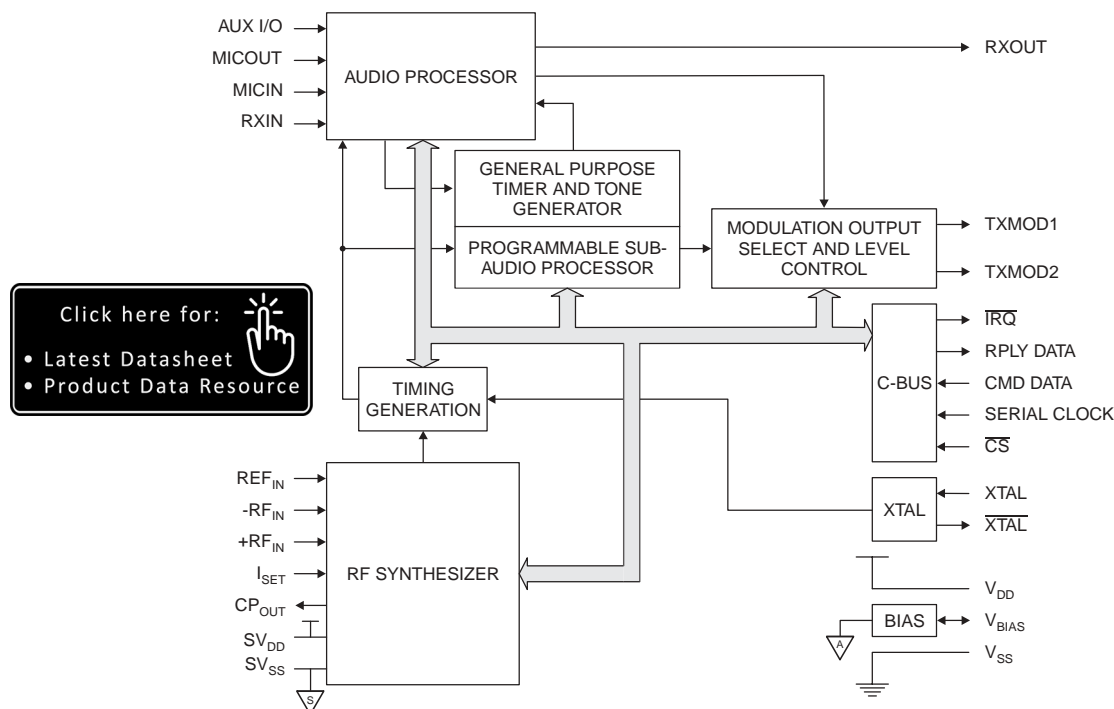 AUX I/O
MICOUT
MICIN
RXIN
AUDIO PROCESSOR
RXOUT
GENERAL PURPOSE
TIMER AND TONE
GENERATOR
PROGRAMMABLE SUB-
AUDIO PROCESSOR
MODULATION OUTPUT
SELECT AND LEVEL
CONTROL
TXMOD1
TXMOD2
Click here for:
• Latest Datasheet
• Product Data Resource
TIMING
GENERATION
C-BUS
IRQ
RPLY DATA
CMD DATA
SERIAL CLOCK
CS
REFIN
-RFIN
+RFIN
ISET
CPOUT
SVDD
SVSS
S
RF SYNTHESIZER
XTAL
XTAL
XTAL
VDD
BIAS
VBIAS
A
VSS